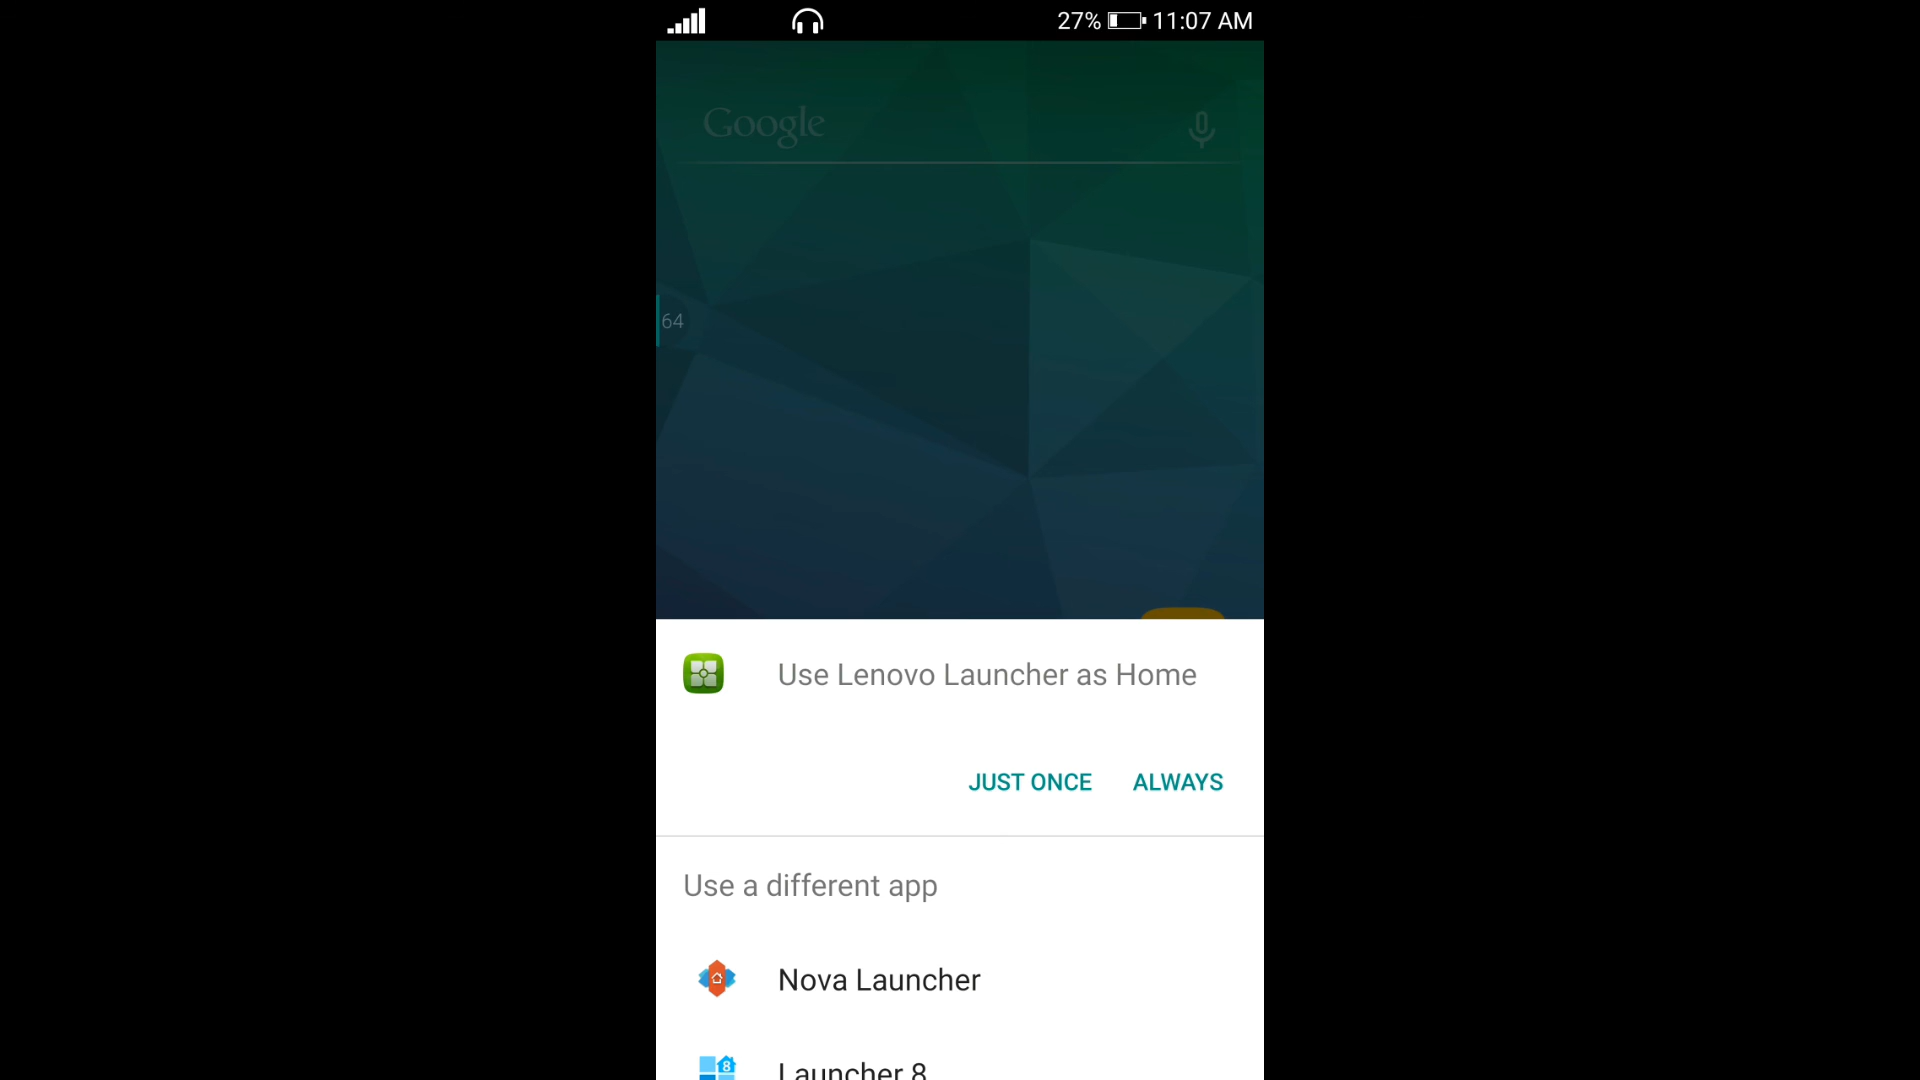 27% 11:07 AM
Google
64
Use Lenovo Launcher as Home
JUST ONCE ALWAYS
Use a different app
Nova Launcher
8
Launcher 8